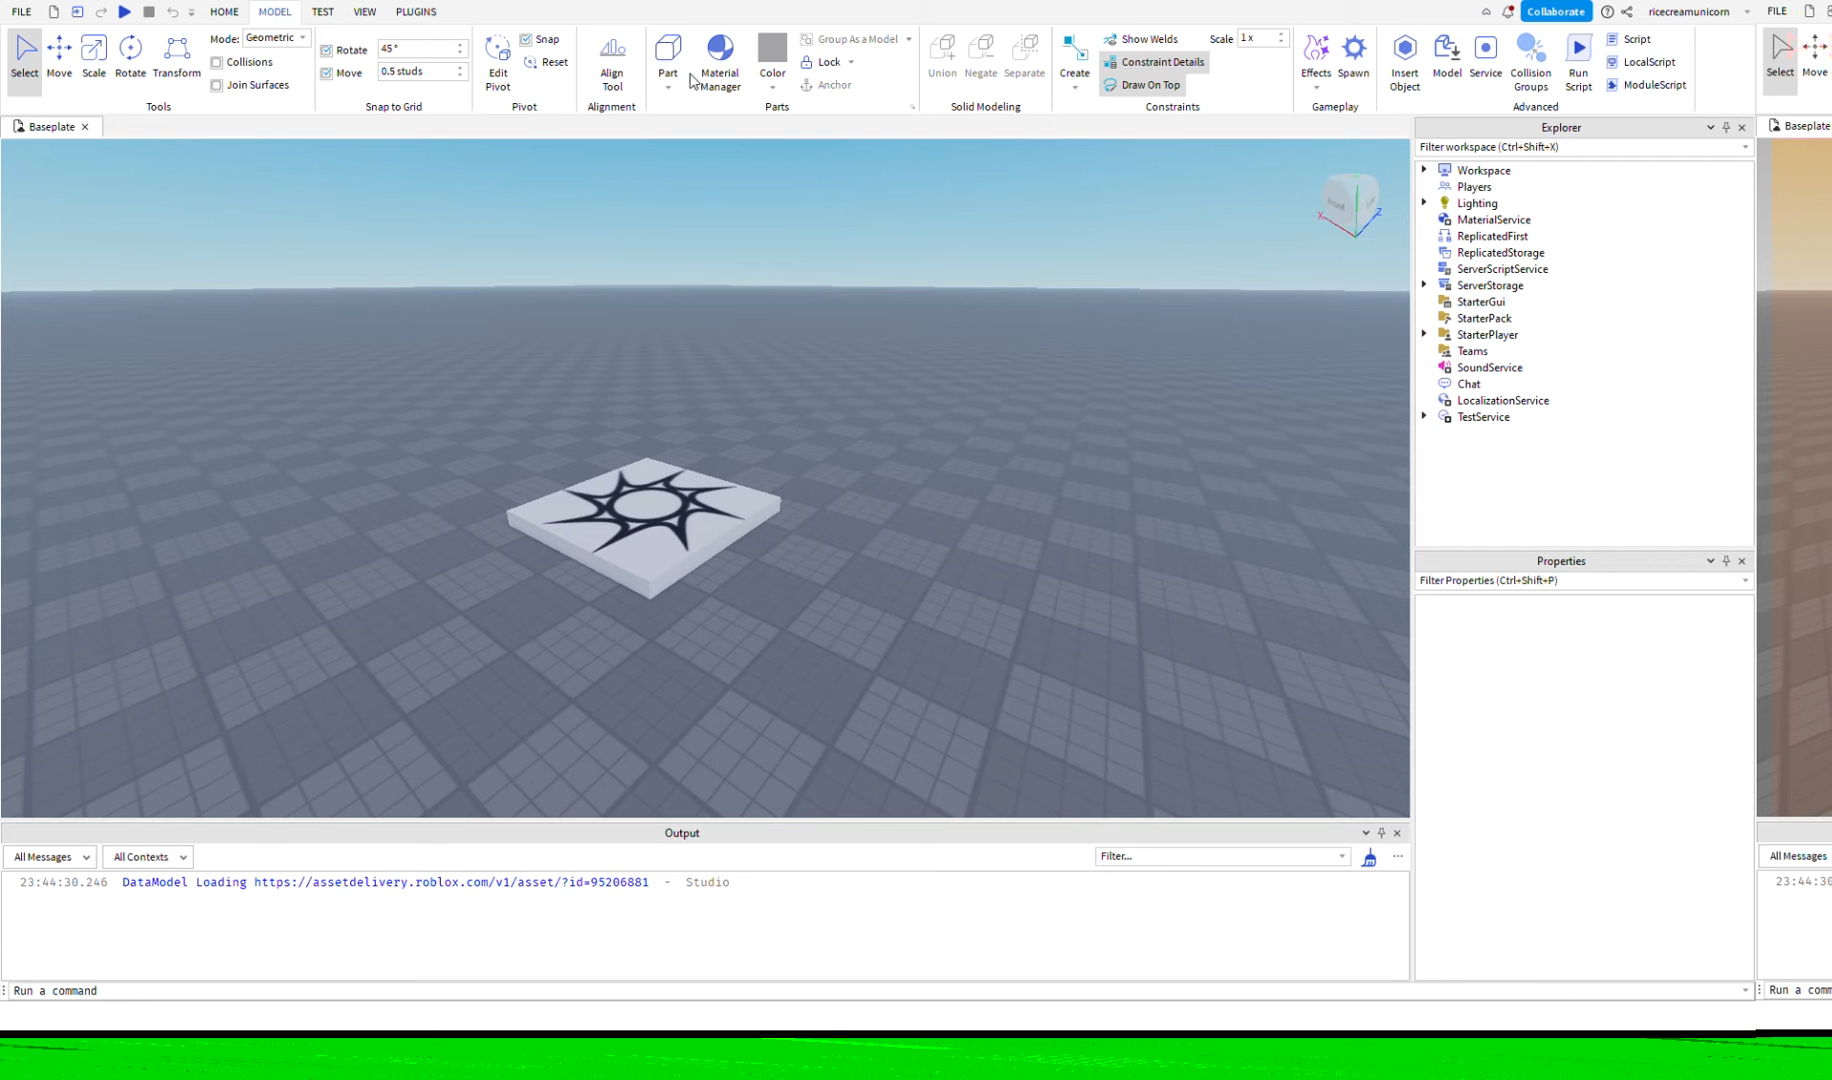 FILE HOME MODEL TEST VIEW PLUGINS Collaborate ricecreamunicorn FILE
Mode: Geometric Rotate 45° Snap Group As a Model Show Welds Scale 1 x Script
Collisions Reset Lock Constraint Details LocalScript
Select Move Scale Rotate Transform Move 0.5 studs Edit Pivot Align Tool Part Material Manager Color Union Negate Separate Create Effects Spawn Insert Object Model Service Collision Groups Run Script Select Move
Join Surfaces Anchor Draw On Top ModuleScript
Tools Snap to Grid Pivot Alignment Parts Solid Modeling Constraints Gameplay Advanced
Baseplate Explorer Baseplate
Filter workspace (Ctrl+Shift+X)
Workspace
Players
Lighting
MaterialService
ReplicatedFirst
ReplicatedStorage
ServerScriptService
ServerStorage
StarterGui
StarterPack
StarterPlayer
Teams
SoundService
Chat
LocalizationService
TestService
Front
X Z
Properties
Filter Properties (Ctrl+Shift+P)
Output
All Messages All Contexts Filter... All Messages
23:44:30.246 DataModel Loading https://assetdelivery.roblox.com/v1/asset/?id=95206881 - Studio 23:44:30
Run a command Run a comm